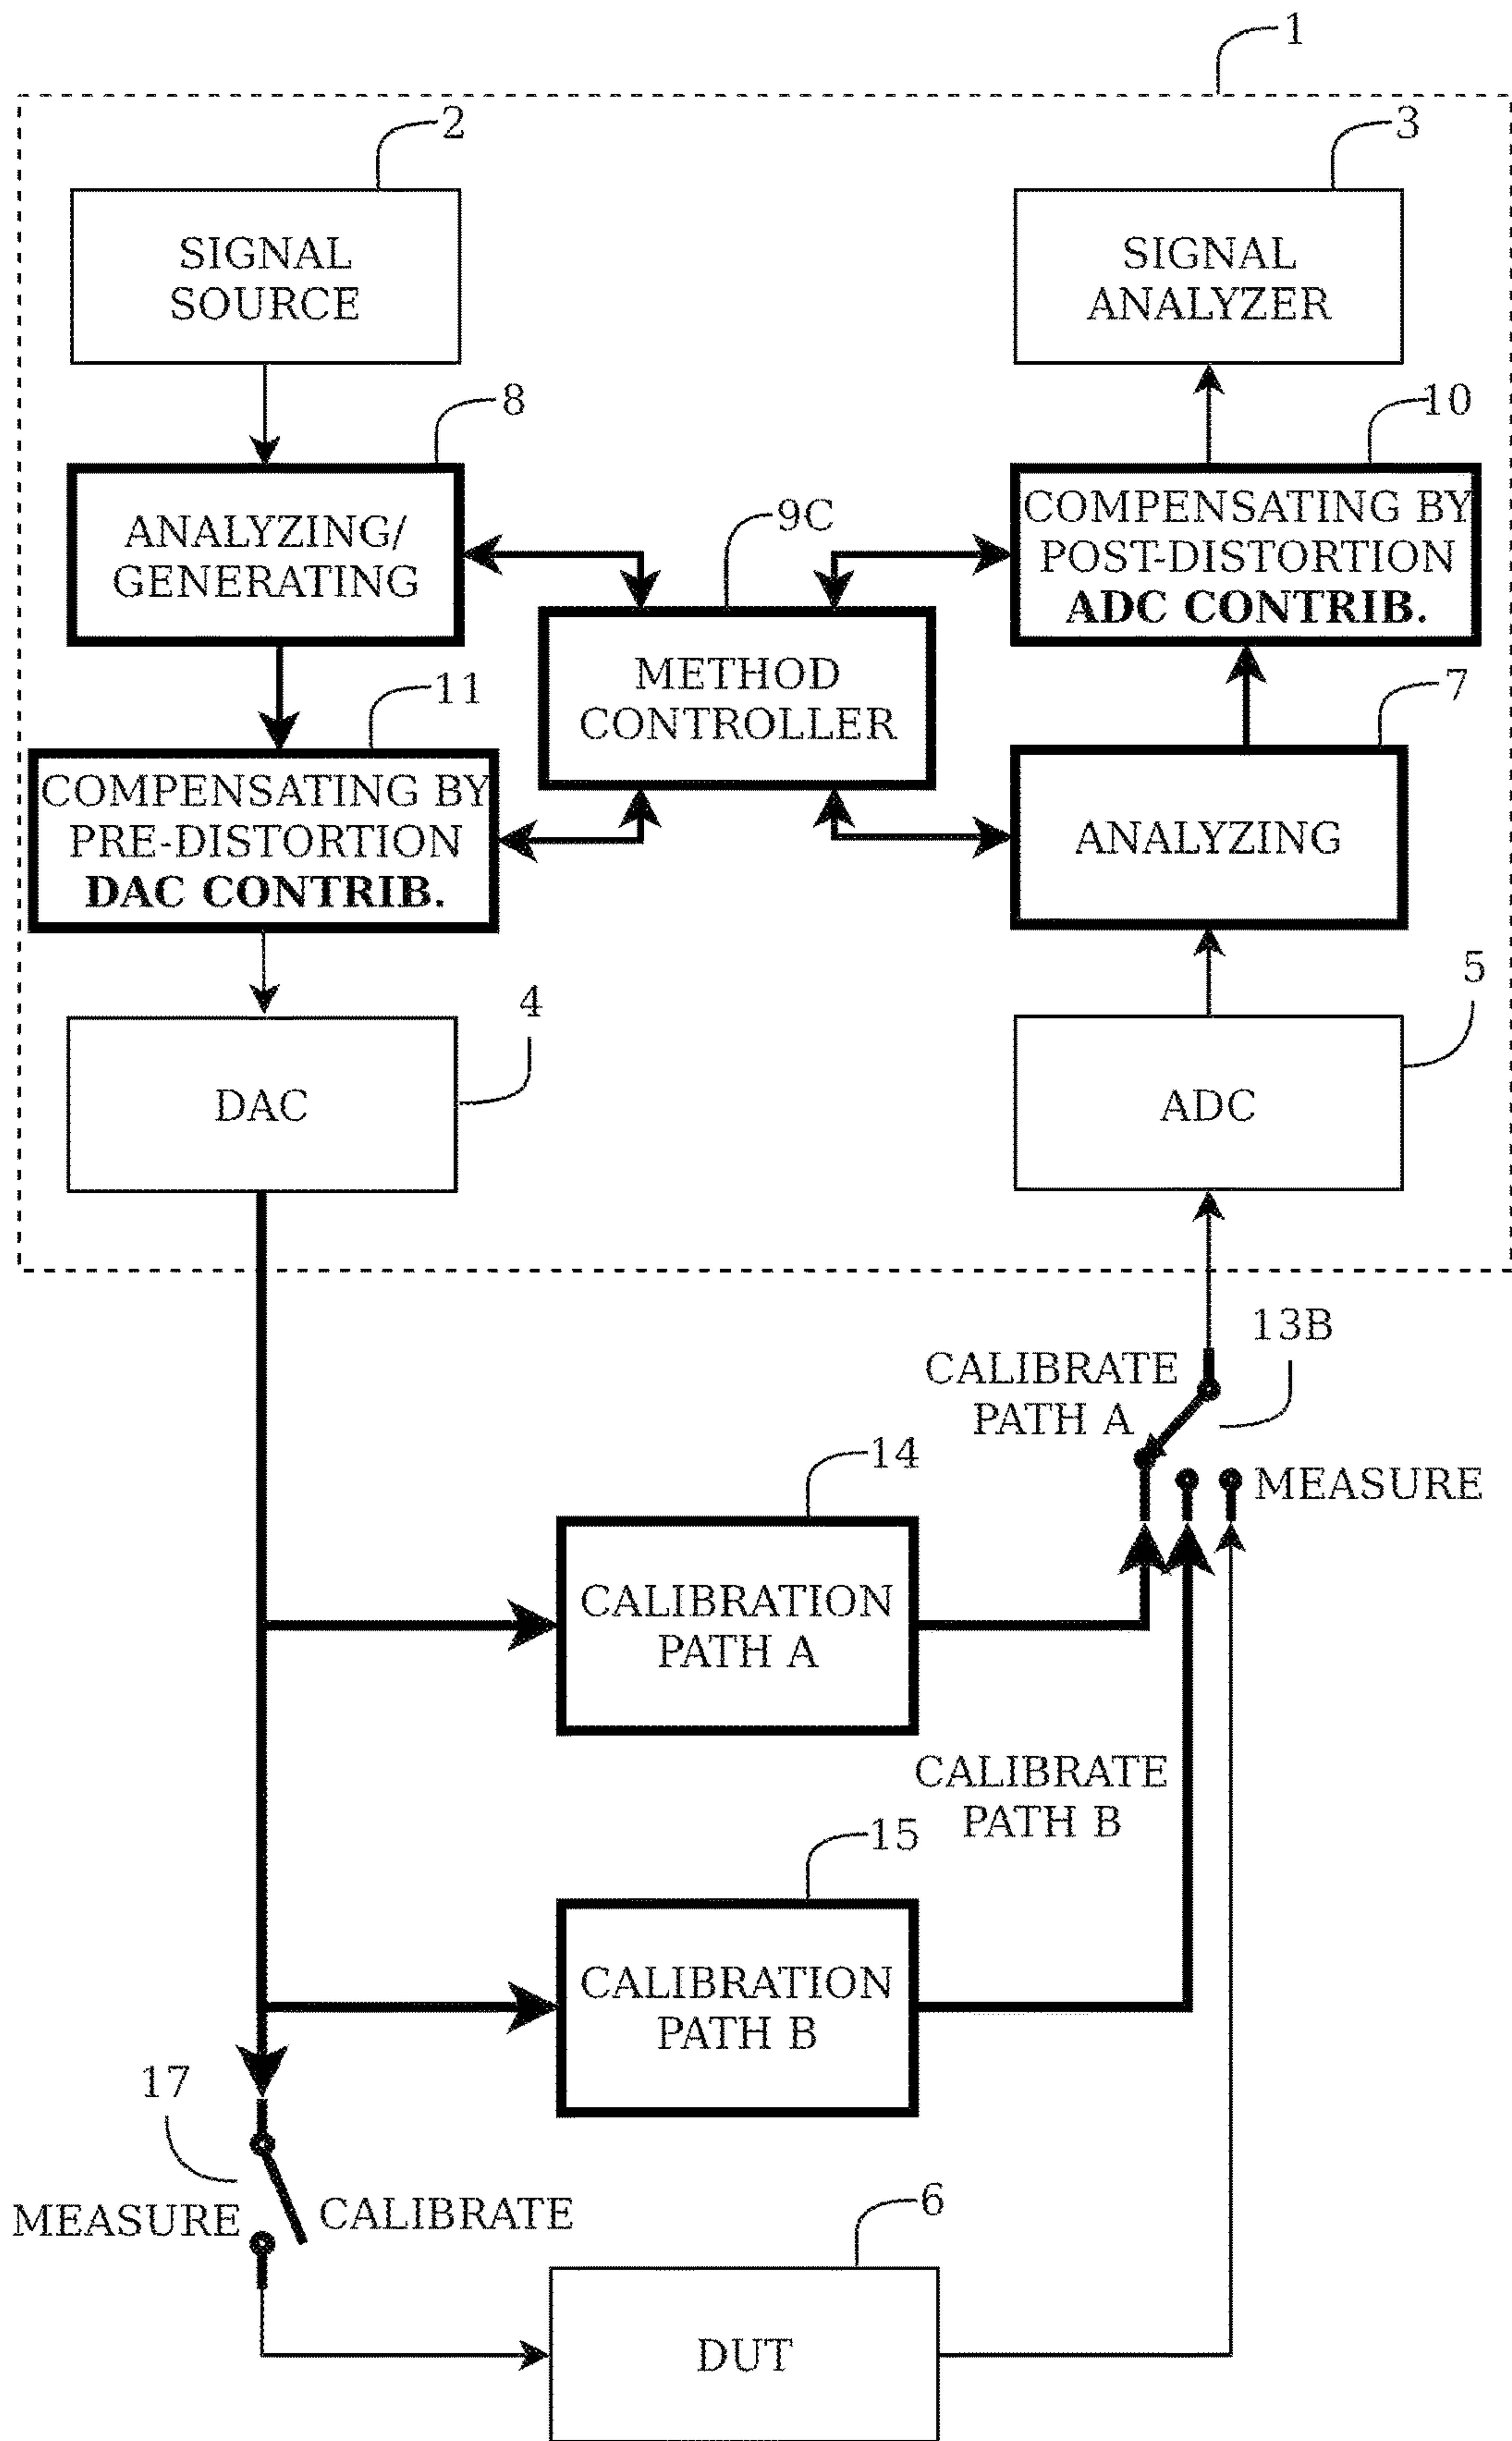 1
2
3
SIGNAL
SOURCE
SIGNAL
ANALYZER
8
10
ANALYZING/
GENERATING
9C
COMPENSATING BY
POST-DISTORTION
ADC CONTRIB.
METHOD
CONTROLLER
11
7
COMPENSATING BY
PRE-DISTORTION
DAC CONTRIB.
ANALYZING
4
5
DAC
ADC
13B
CALIBRATE
PATH A
MEASURE
14
CALIBRATION
PATH A
CALIBRATE
PATH B
15
CALIBRATION
PATH B
17
MEASURE
CALIBRATE
6
DUT